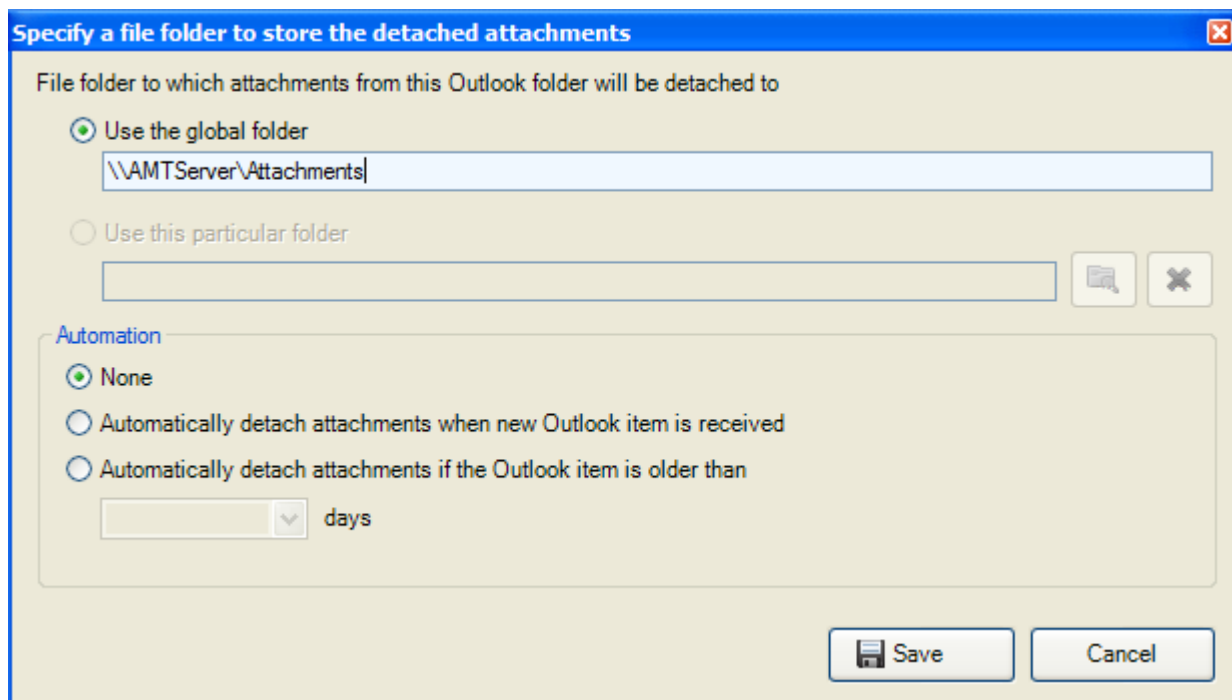 Specify a file folder to store the detached attachments
File folder to which attachments from this Outlook folder will be detached to
Use the global folder
\\AMTServer\Attachments
Use this particular folder
Automation
None
Automatically detach attachments when new Outlook item is received
Automatically detach attachments if the Outlook item is older than
days
Save Cancel